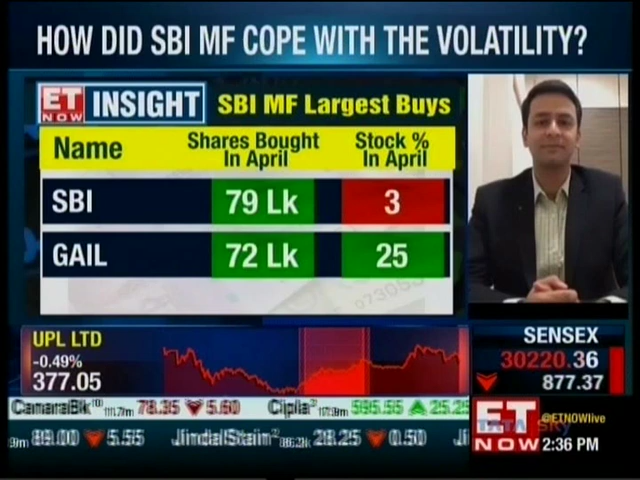 HOW DID SBI MF COPE WITH THE VOLATILITY?
ET NOW INSIGHT SBI MF Largest Buys
Name Shares Bought In April Stock % In April
SBI 79 Lk 3
GAIL 72 Lk 25
UPL LTD
-0.49%
377.05
SENSEX
30220.36
877.37
CanaraBk 78.35 5.60 Cipla 595.55 25.25
89.00 5.55 JindalStain 28.25 0.50
ET NOW
@ETNOWlive
TATA sky
2:36 PM